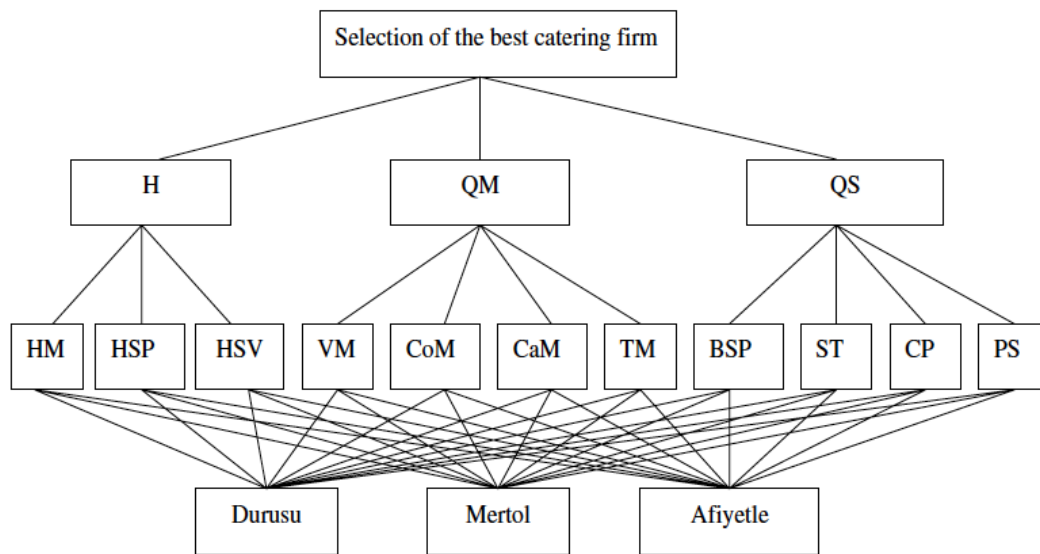 Selection of the best catering firm
H
QM
QS
HM
HSP
HSV
VM
CoM
CaM
TM
BSP
ST
CP
PS
Durusu
Mertol
Afiyetle